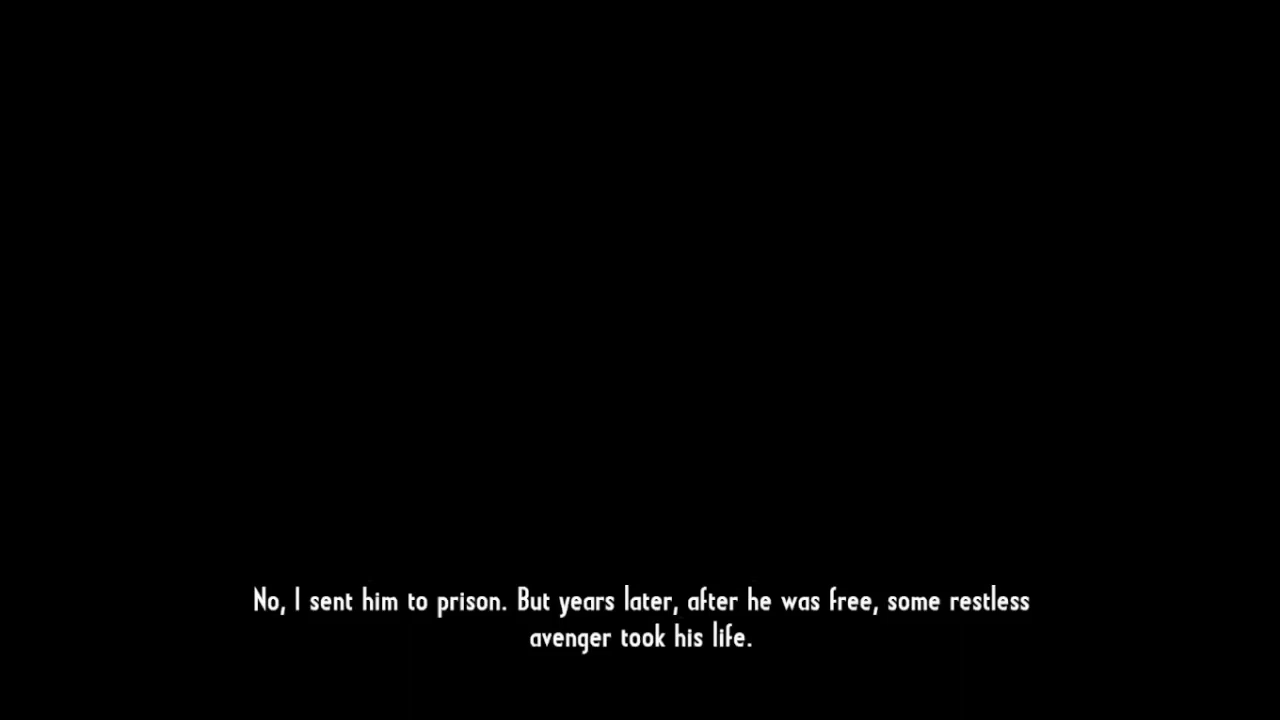 No, I sent him to prison. But years later, after he was free, some restless
avenger took his life.